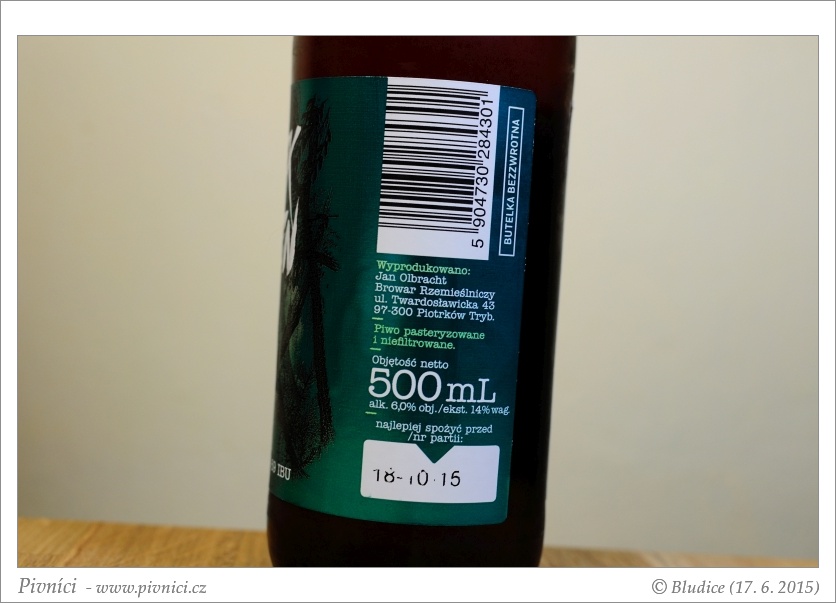 5 904730 284301
BUTELKA BEZZWROTNA
Wyprodukowano:
Jan Olbracht
Browar Rzemieślniczy
ul. Twardosławicka 43
97-300 Piotrków Tryb.
Piwo pasteryzowane
i niefiltrowane.
Objętość netto
500 mL
alk. 6,0% obj./ekst. 14% wag.
najlepiej spożyć przed
/nr partii:
18-10-15
IBU
Pivníci - www.pivnici.cz
© Bludice (17. 6. 2015)